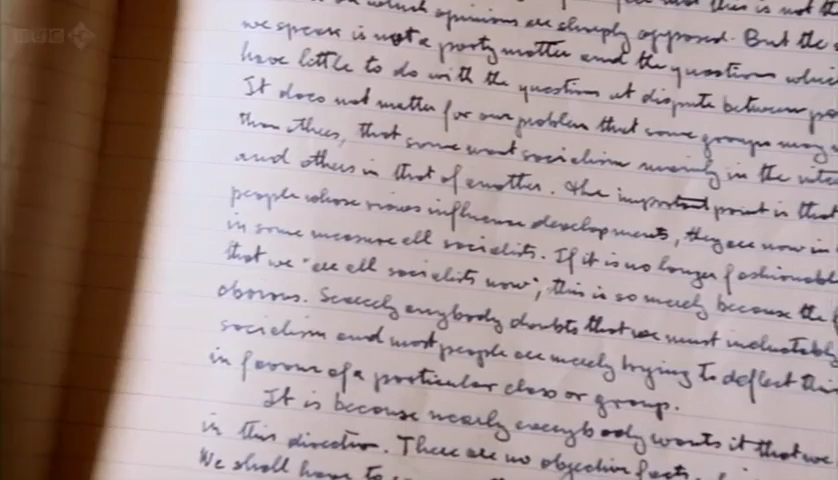 BBC
on which opinions are sharply opposed. But the
we speak is not a party matter and the questions which
have little to do with the questions at dispute between
It does not matter for our problem that some groups may
than others, that some want socialism mainly in the
and others in that of another. The important point is that
people whose views influence developments, they are now in
in some measure all socialists. If it is no longer fashionable
that we "are all socialists now", this is so merely because the
obvious. Scarcely anybody doubts that we must
socialism and most people are merely trying to deflect
in favour of a particular class or group.
It is because nearly everybody wants it that we
in this direction. There are no objective facts
We shall have to